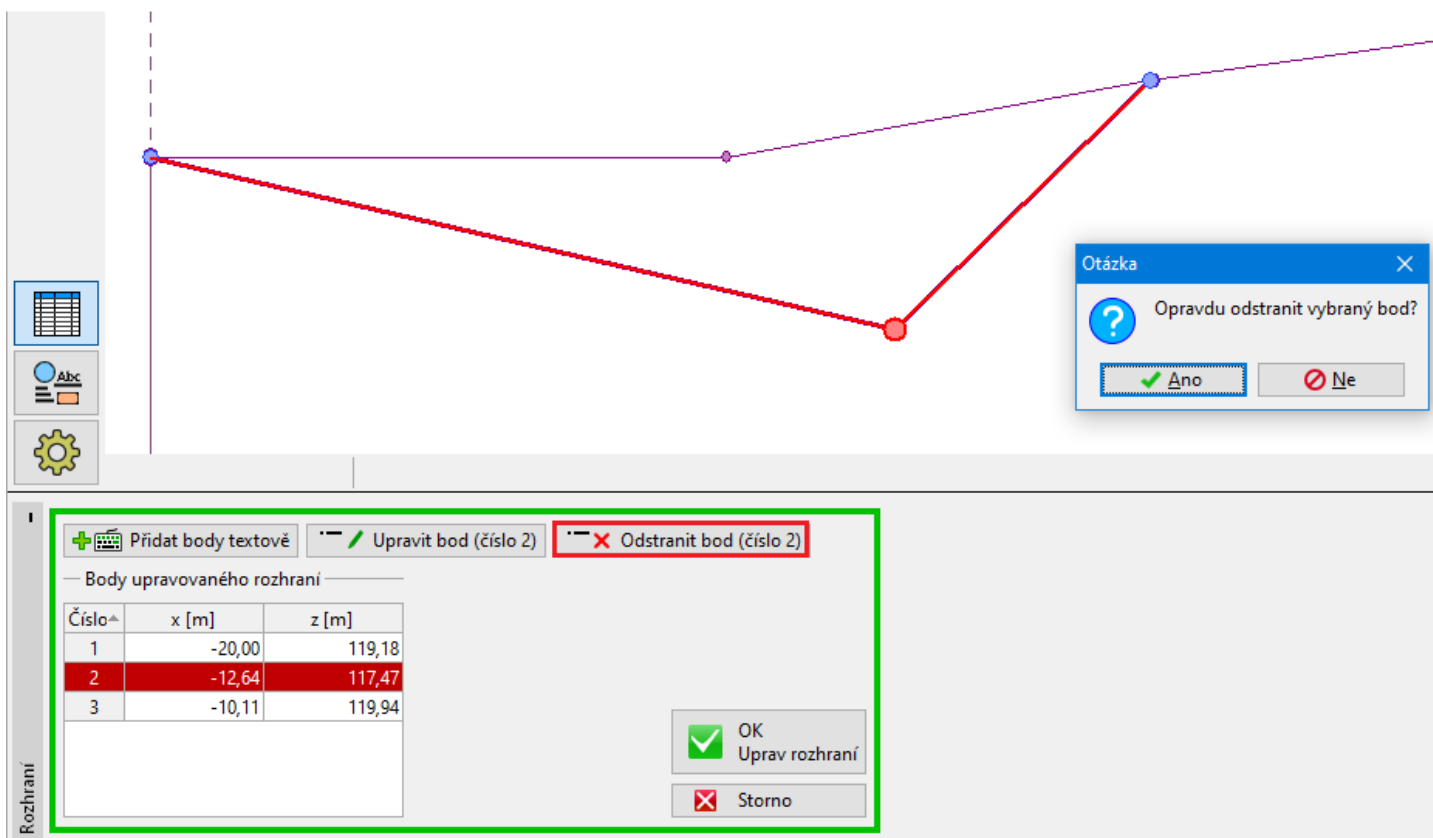 Otázka
Opravdu odstranit vybraný bod?
Ano
Ne
Abc
Přidat body textově
Upravit bod (číslo 2)
Odstranit bod (číslo 2)
Body upravovaného rozhraní
Číslo x [m] z [m]
1 -20,00 119,18
2 -12,64 117,47
3 -10,11 119,94
OK
Uprav rozhraní
Storno
Rozhraní